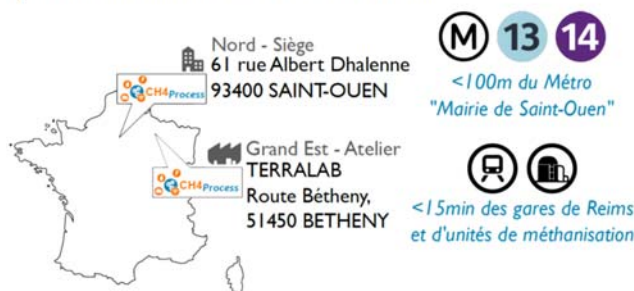 Nord - Siège
61 rue Albert Dhalenne
93400 SAINT-OUEN
CH4Process
M 13 14
<100m du Métro
"Mairie de Saint-Ouen"
Grand Est - Atelier
TERRALAB
Route Bétheny,
51450 BETHENY
CH4Process
<15min des gares de Reims
et d'unités de méthanisation